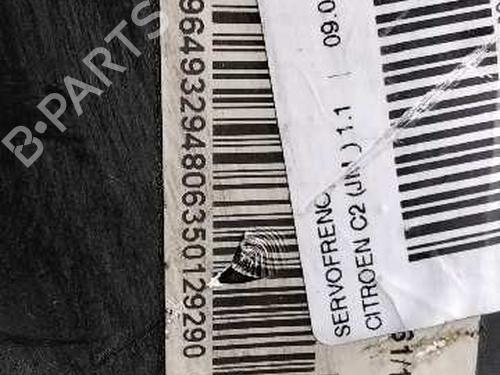 B-PARTS
96493294806350129290
SERVOFRENO
CITROEN C2 (JM_) 1.1 | 09.0